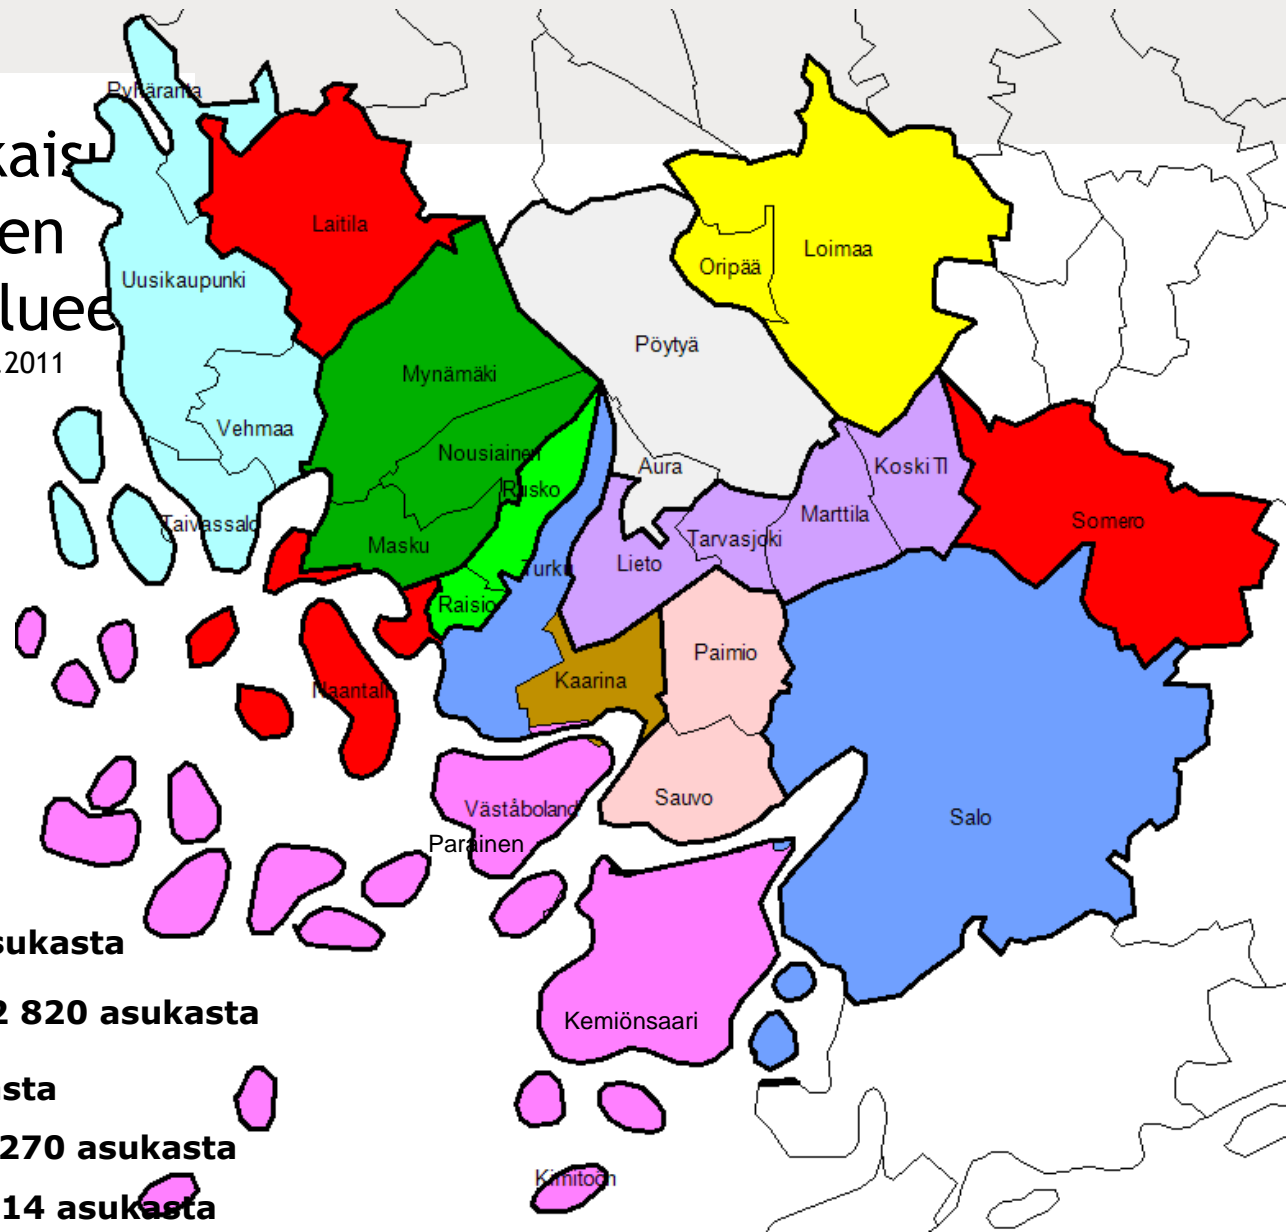 kaisu
en
luee
.2011
Pyhäranta
Laitila
Uusikaupunki
Oripää
Loimaa
Pöytyä
Mynämäki
Vehmaa
Nousiainen
Aura
Koski Tl
Rusko
Marttila
Somero
Taivassalo
Masku
Turku
Lieto
Tarvasjoki
Raisio
Paimio
Kaarina
Naantali
Sauvo
Väståboland
Parainen
Salo
Kemiönsaari
Kimitoön
sukasta
2 820 asukasta
asta
270 asukasta
14 asukasta